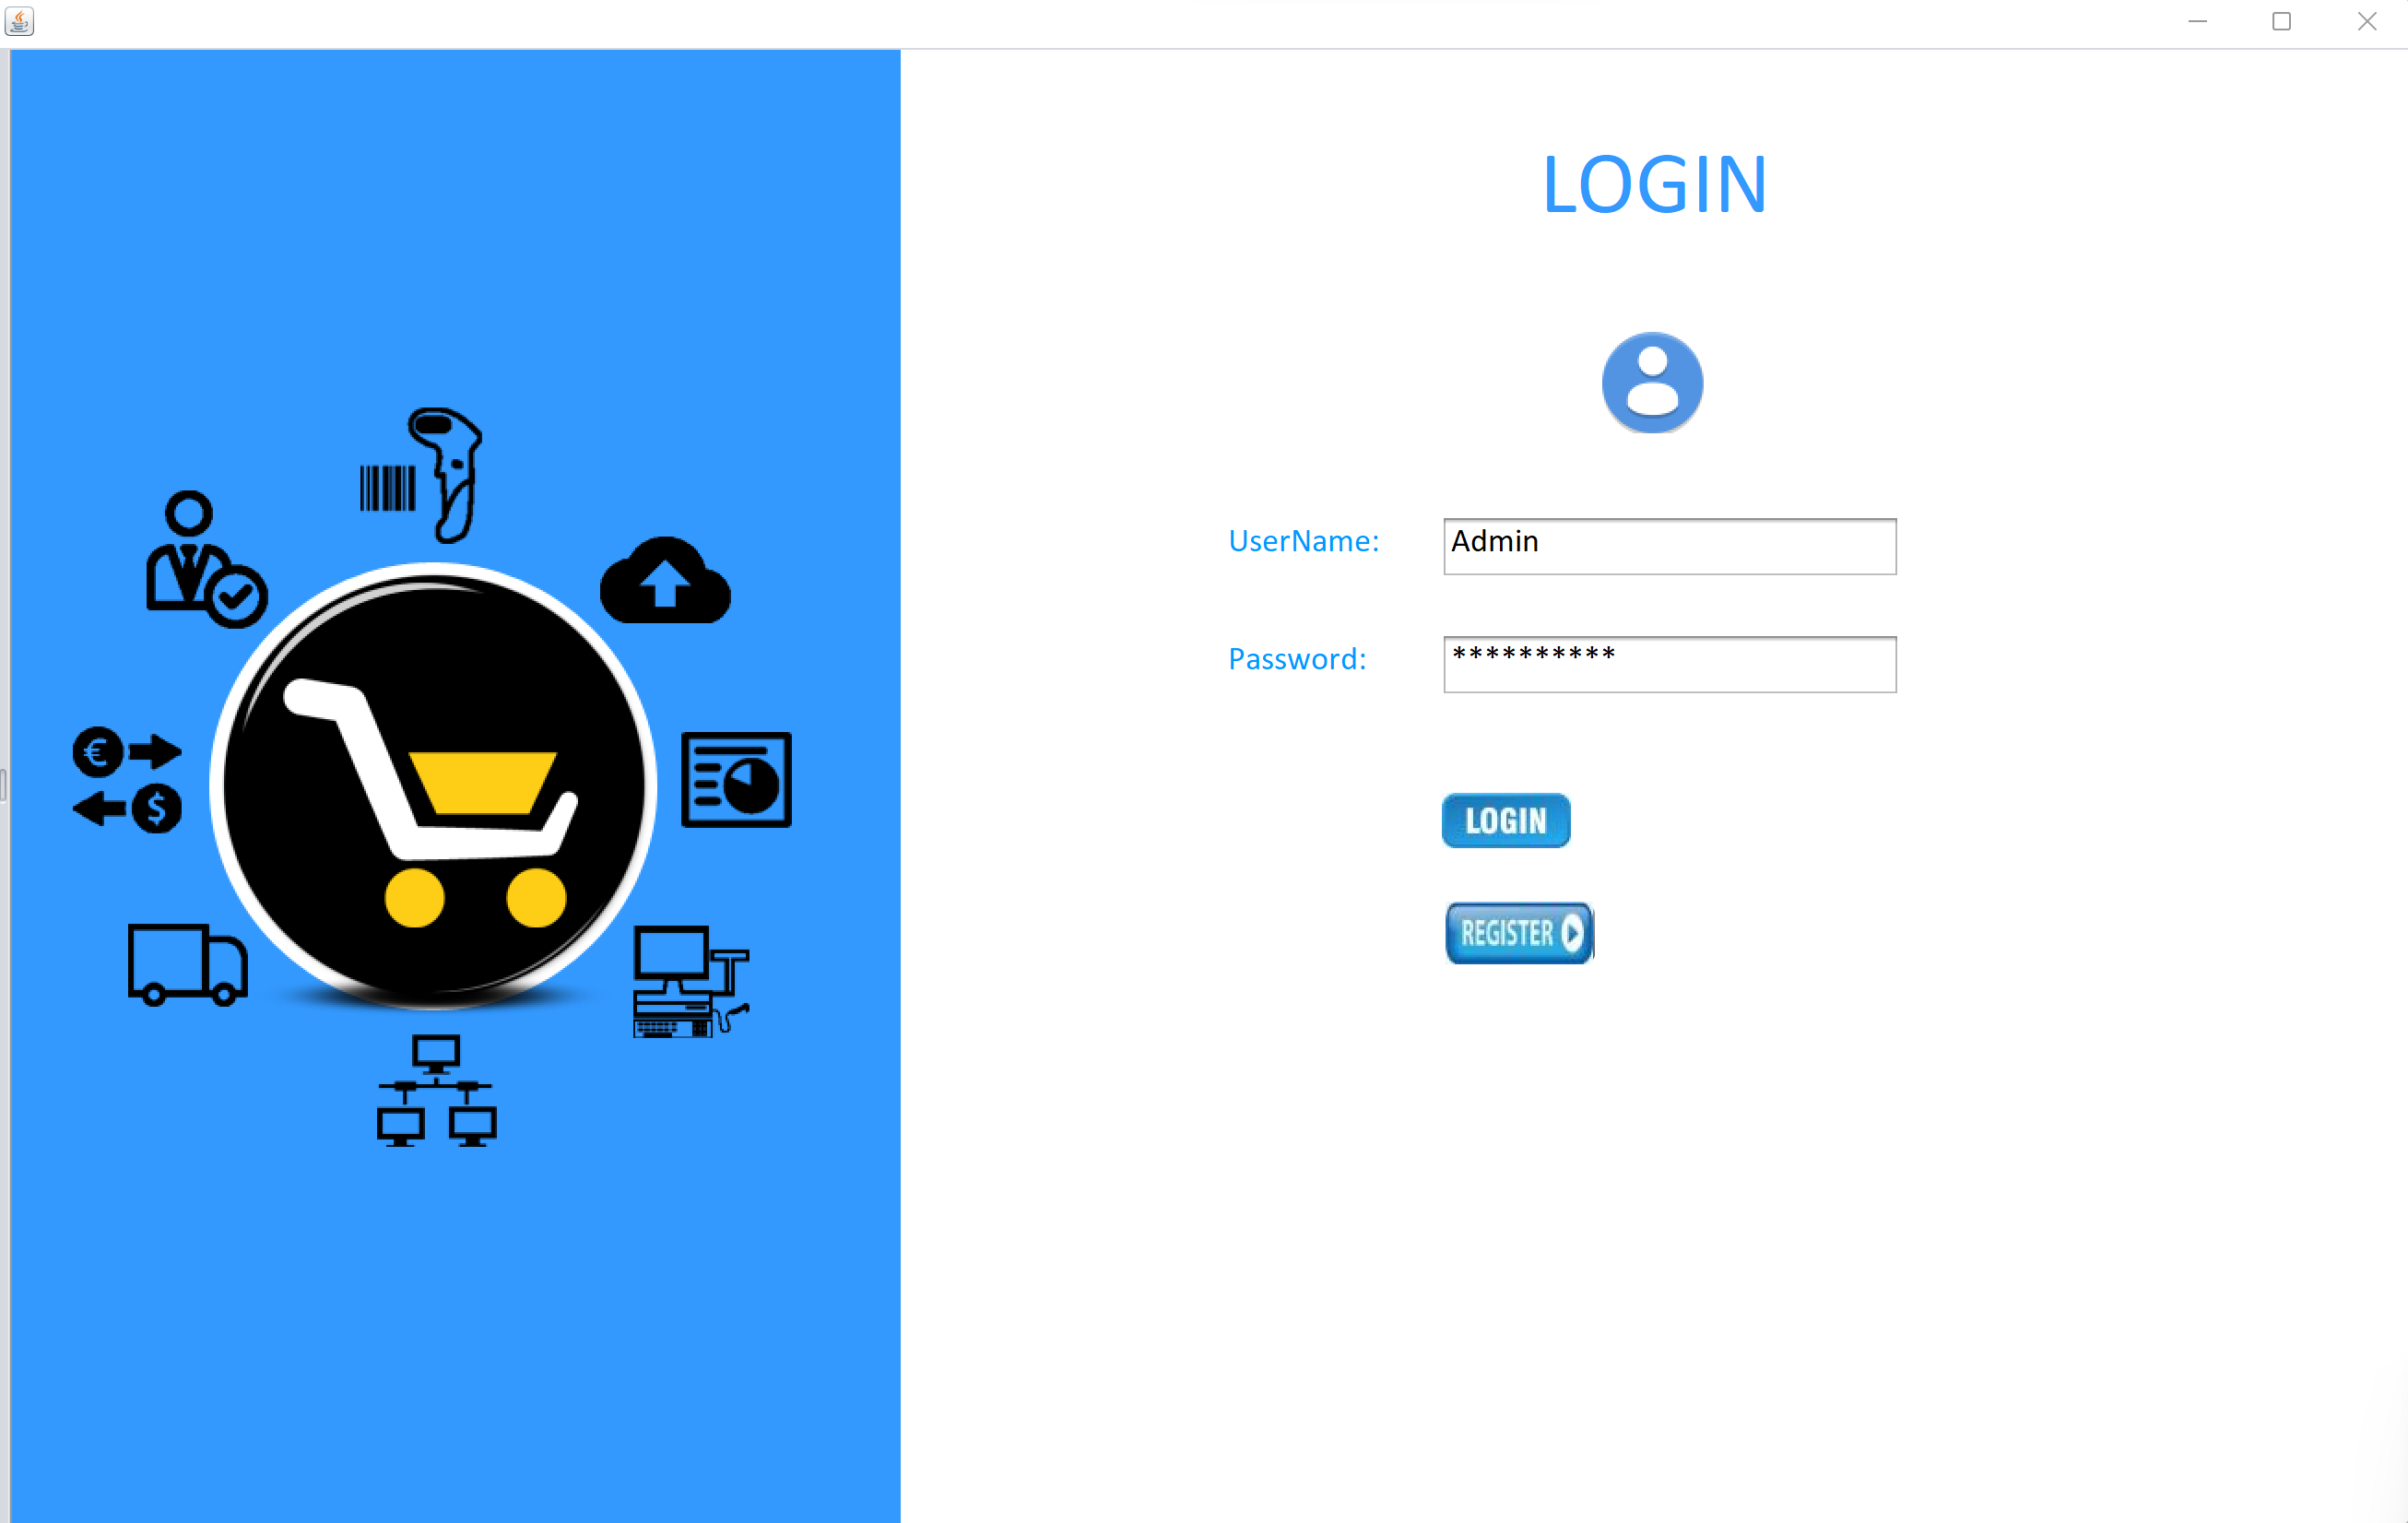 LOGIN
UserName: Admin
Password: **********
LOGIN
REGISTER
€
$